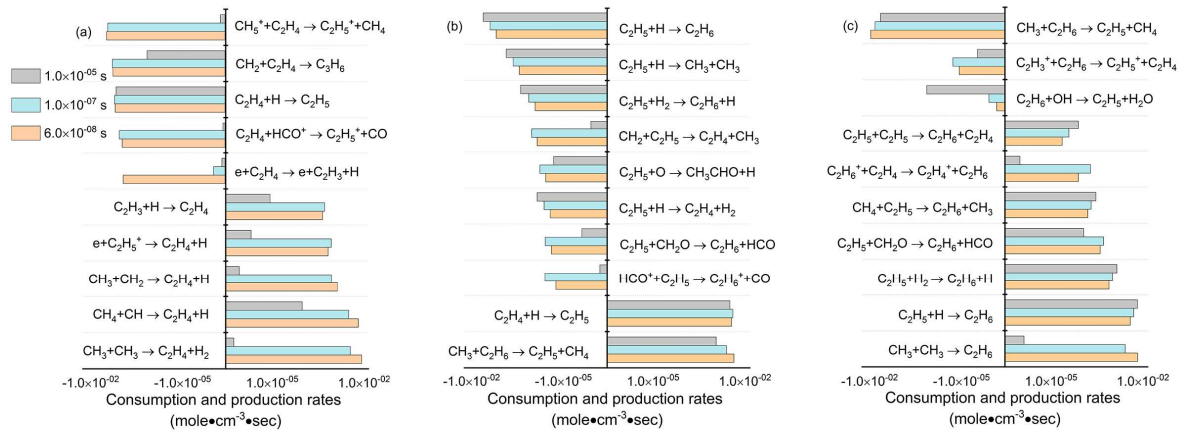 (a)
CH₅⁺+C₂H₄ → C₂H₅⁺+CH₄
CH₂+C₂H₄ → C₃H₆
C₂H₄+H → C₂H₅
C₂H₄+HCO⁺ → C₂H₅⁺+CO
e+C₂H₄ → e+C₂H₃+H
C₂H₃+H → C₂H₄
e+C₂H₅⁺ → C₂H₄+H
CH₃+CH₂ → C₂H₄+H
CH₄+CH → C₂H₄+H
CH₃+CH₃ → C₂H₄+H₂
1.0×10⁻⁰⁵ s
1.0×10⁻⁰⁷ s
6.0×10⁻⁰⁸ s
-1.0×10⁻⁰² -1.0×10⁻⁰⁵ 1.0×10⁻⁰⁵ 1.0×10⁻⁰²
Consumption and production rates
(mole•cm⁻³•sec)
(b)
C₂H₅+H → C₂H₆
C₂H₅+H → CH₃+CH₃
C₂H₅+H₂ → C₂H₆+H
CH₂+C₂H₅ → C₂H₄+CH₃
C₂H₅+O → CH₃CHO+H
C₂H₅+H → C₂H₄+H₂
C₂H₅+CH₂O → C₂H₆+HCO
HCO⁺+C₂H₅ → C₂H₆⁺+CO
C₂H₄+H → C₂H₅
CH₃+C₂H₆ → C₂H₅+CH₄
-1.0×10⁻⁰² -1.0×10⁻⁰⁵ 1.0×10⁻⁰⁵ 1.0×10⁻⁰²
Consumption and production rates
(mole•cm⁻³•sec)
(c)
CH₃+C₂H₆ → C₂H₅+CH₄
C₂H₃⁺+C₂H₆ → C₂H₅⁺+C₂H₄
C₂H₆+OH → C₂H₅+H₂O
C₂H₅+C₂H₅ → C₂H₆+C₂H₄
C₂H₆⁺+C₂H₄ → C₂H₄⁺+C₂H₆
CH₄+C₂H₅ → C₂H₆+CH₃
C₂H₅+CH₂O → C₂H₆+HCO
C₂H₅+H₂ → C₂H₆+H
C₂H₅+H → C₂H₆
CH₃+CH₃ → C₂H₆
-1.0×10⁻⁰² -1.0×10⁻⁰⁵ 1.0×10⁻⁰⁵ 1.0×10⁻⁰²
Consumption and production rates
(mole•cm⁻³•sec)